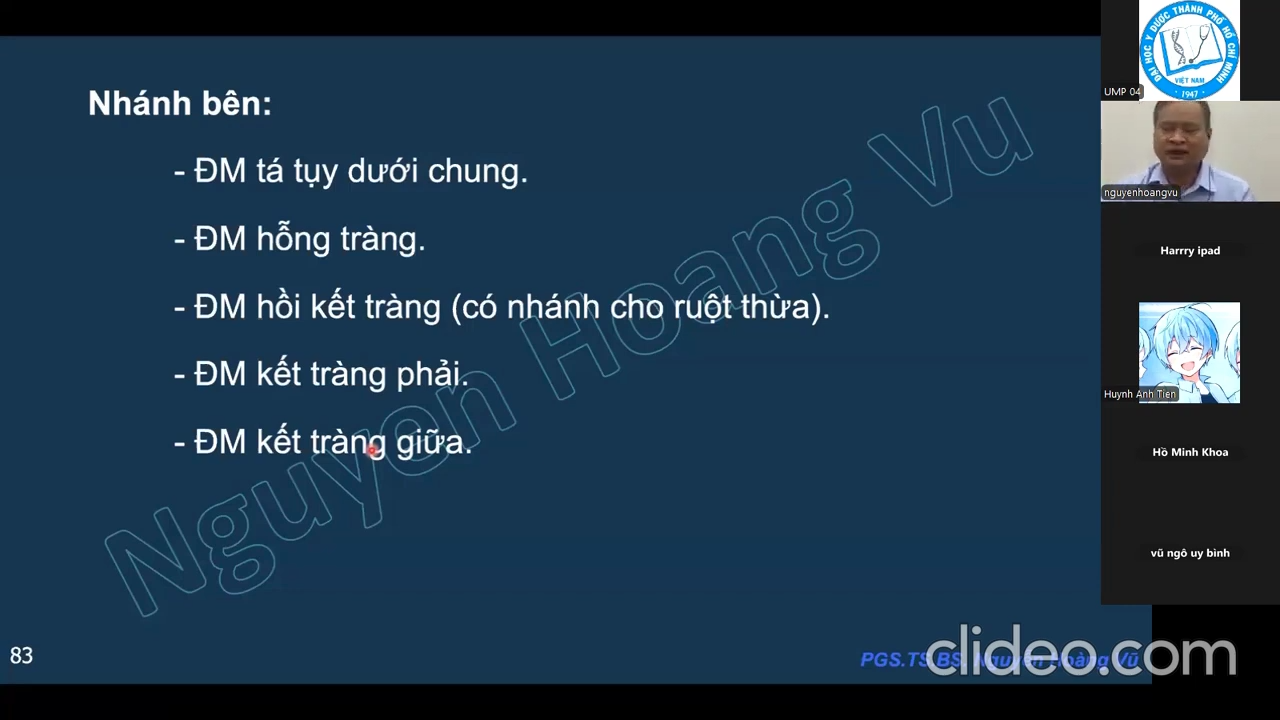 Nhánh bên:
- ĐM tá tụy dưới chung.
- ĐM hỗng tràng.
- ĐM hồi kết tràng (có nhánh cho ruột thừa).
- ĐM kết tràng phải.
- ĐM kết tràng giữa.
Nguyen Hoang Vu
83
PGS.TS.BS. Nguyễn Hoàng Vũ
clideo.com
ĐẠI HỌC Y DƯỢC THÀNH PHỐ HỒ CHÍ MINH
VIỆT NAM
1947
UMP 04
nguyenhoangvu
Harrry ipad
Huynh Anh Tien
Hồ Minh Khoa
vũ ngô uy bình